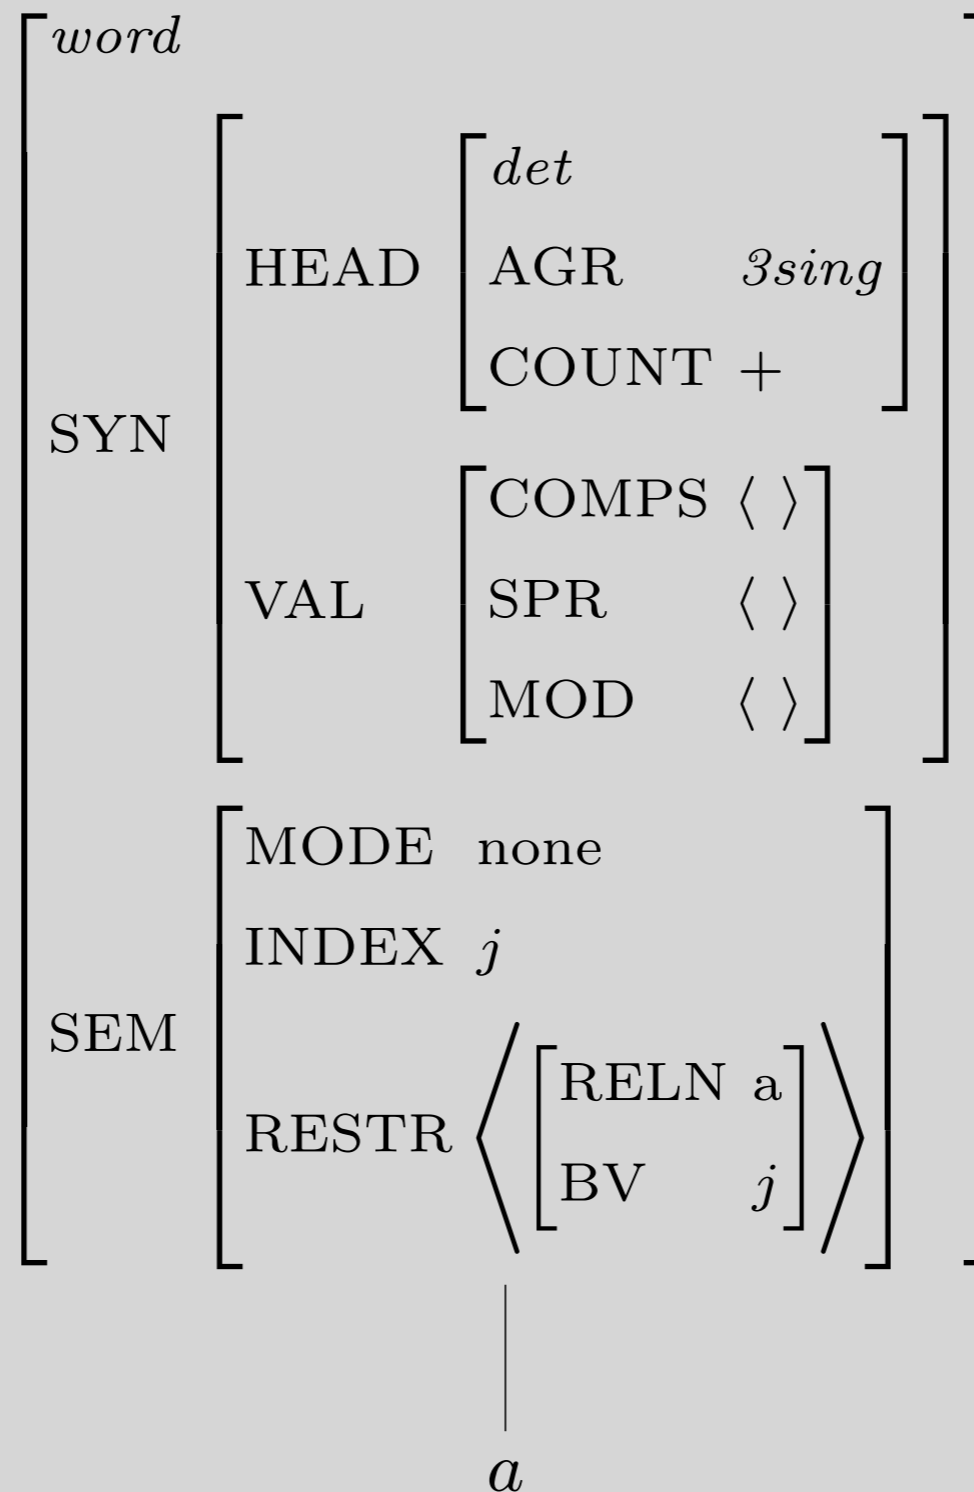 word
det
HEAD AGR 3sing
COUNT +
SYN
COMPS ⟨ ⟩
VAL SPR ⟨ ⟩
MOD ⟨ ⟩
MODE none
INDEX j
SEM
RELN a
RESTR
BV j
a